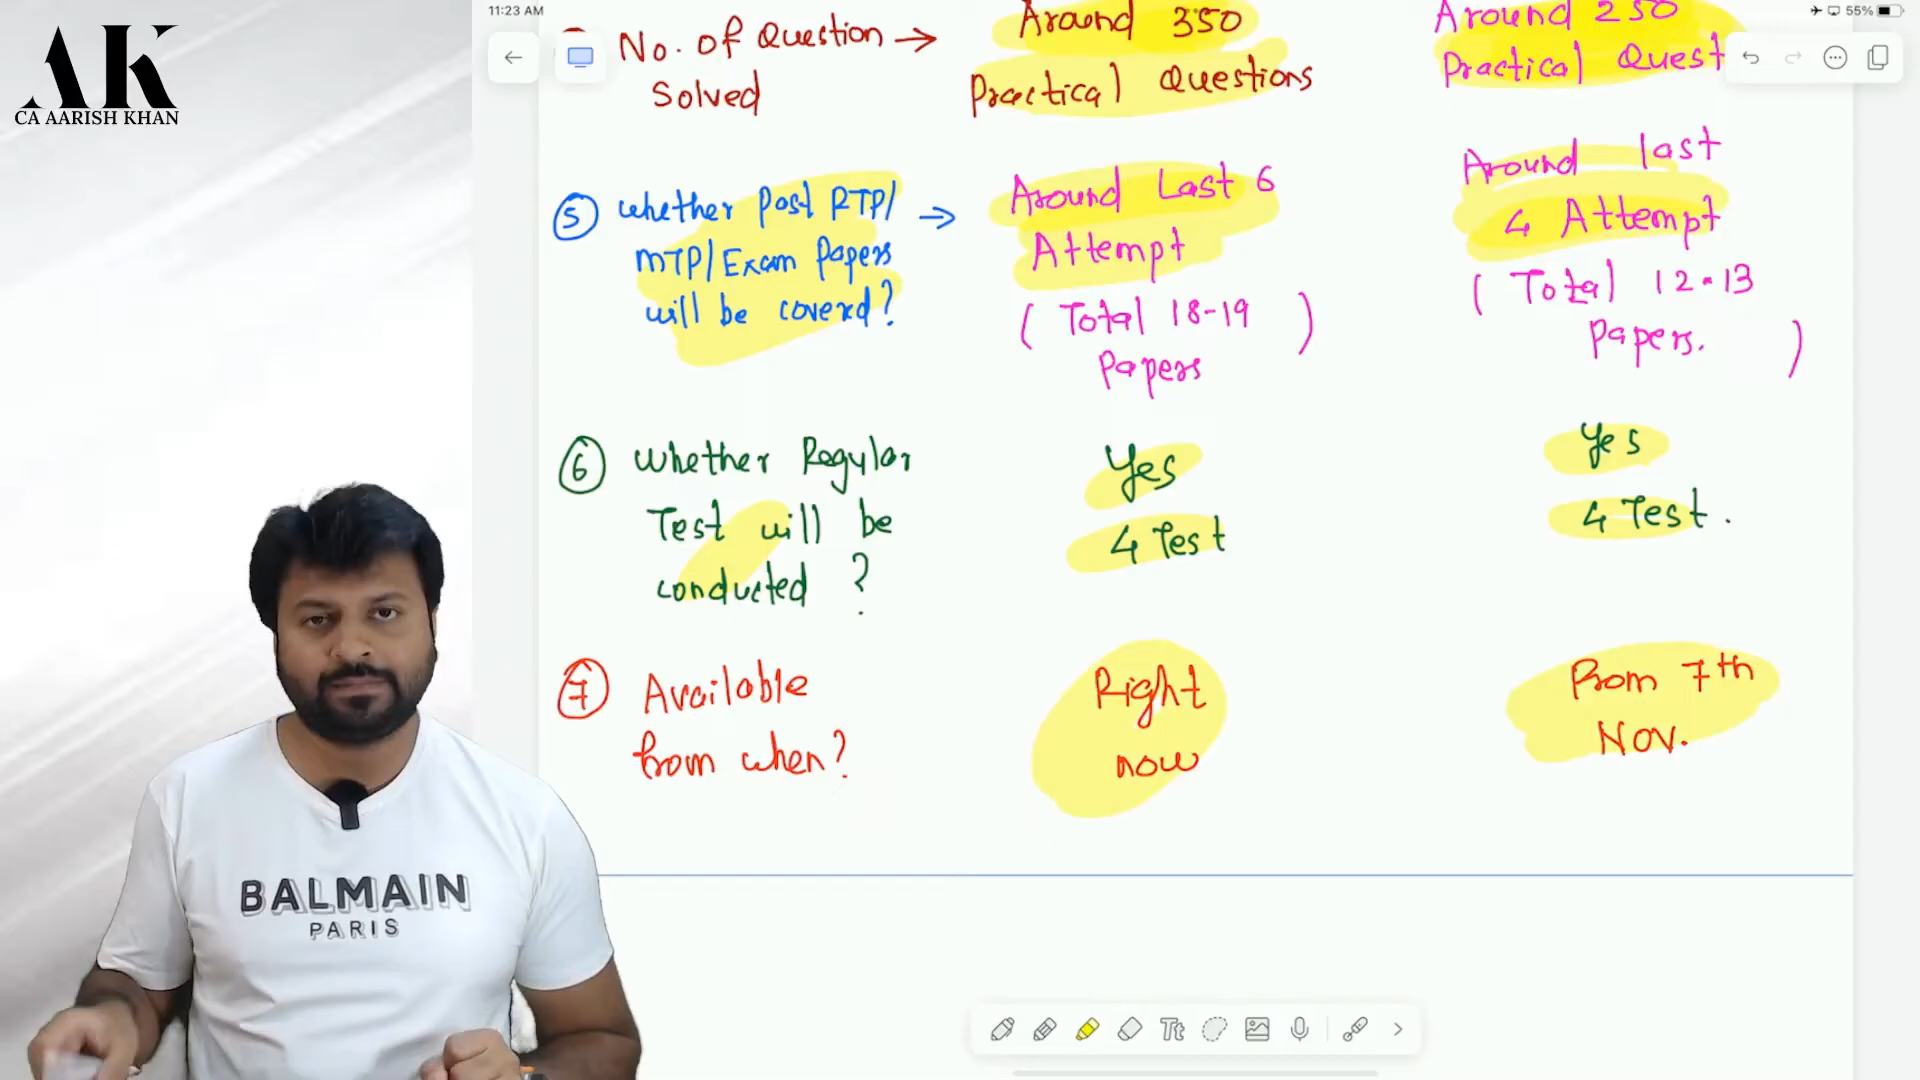 11:23 AM
55%
AK
CA AARISH KHAN
No. of Question →
Solved
Around 350
Practical Questions
Around 250
Practical Quest
5 Whether Past RTP/ →
MTP/Exam Papers
will be coverd?
Around Last 6
Attempt
( Total 18-19 )
Papers
Around last
4 Attempt
( Total 12-13
Papers. )
6 Whether Regular
Test will be
conducted ?
Yes
4 Test
Yes
4 Test.
7 Available
from when?
Right
now
From 7th
Nov.
BALMAIN
PARIS
Tt